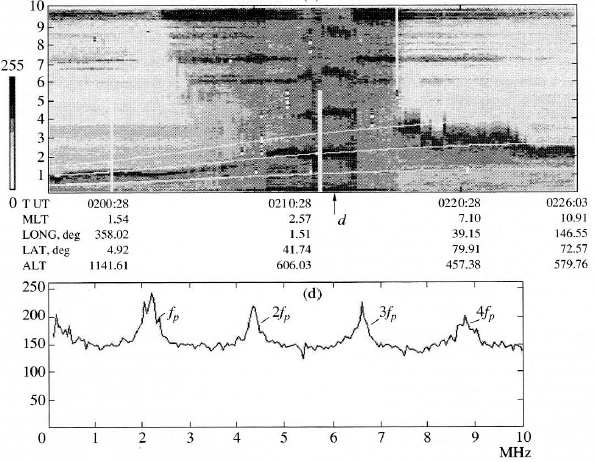 10
9
8
7
6
5
4
3
2
1
255
0
d
T UT 0200:28 0210:28 0220:28 0226:03
MLT 1.54 2.57 7.10 10.91
LONG, deg 358.02 1.51 39.15 146.55
LAT, deg 4.92 41.74 79.91 72.57
ALT 1141.61 606.03 457.38 579.76
(d)
250
200
150
100
50
0 1 2 3 4 5 6 7 8 9 10
fp 2fp 3fp 4fp
MHz